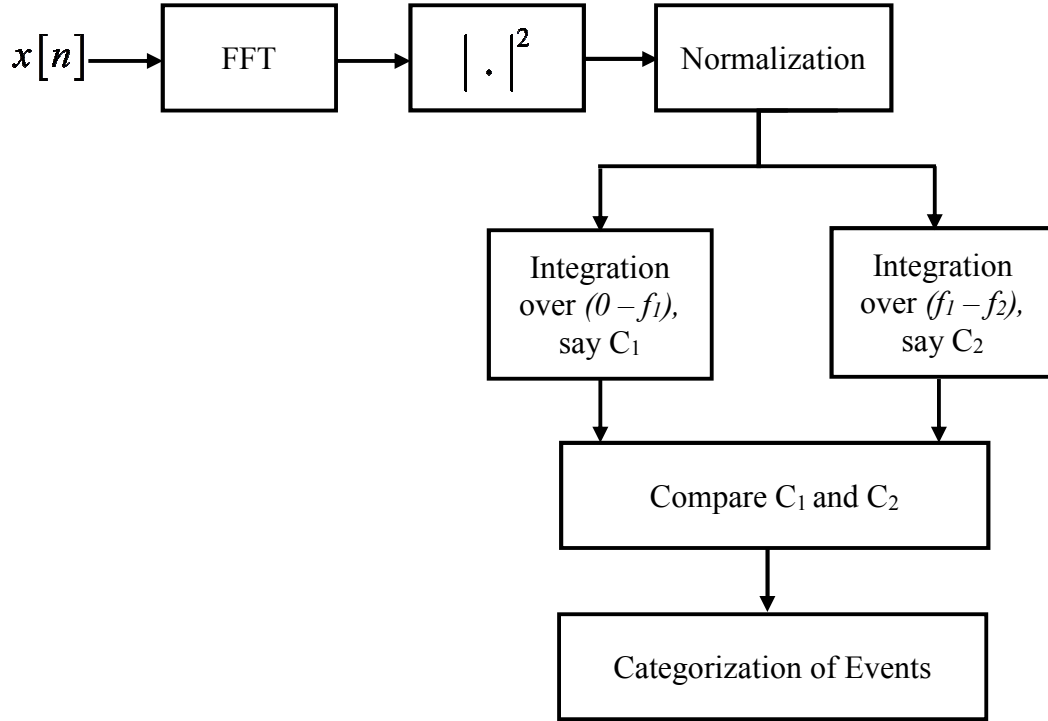 x[n]
FFT
| . |²
Normalization
Integration
over (0 – f₁),
say C₁
Integration
over (f₁ – f₂),
say C₂
Compare C₁ and C₂
Categorization of Events